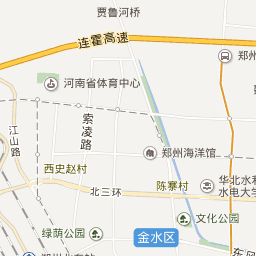 贾鲁河桥
连霍高速
郑州
河南省体育中心
索凌路
江山路
郑州海洋馆
西史赵村
华北水利
水电大学
陈寨村
北三环
文化公园
绿荫公园
金水区